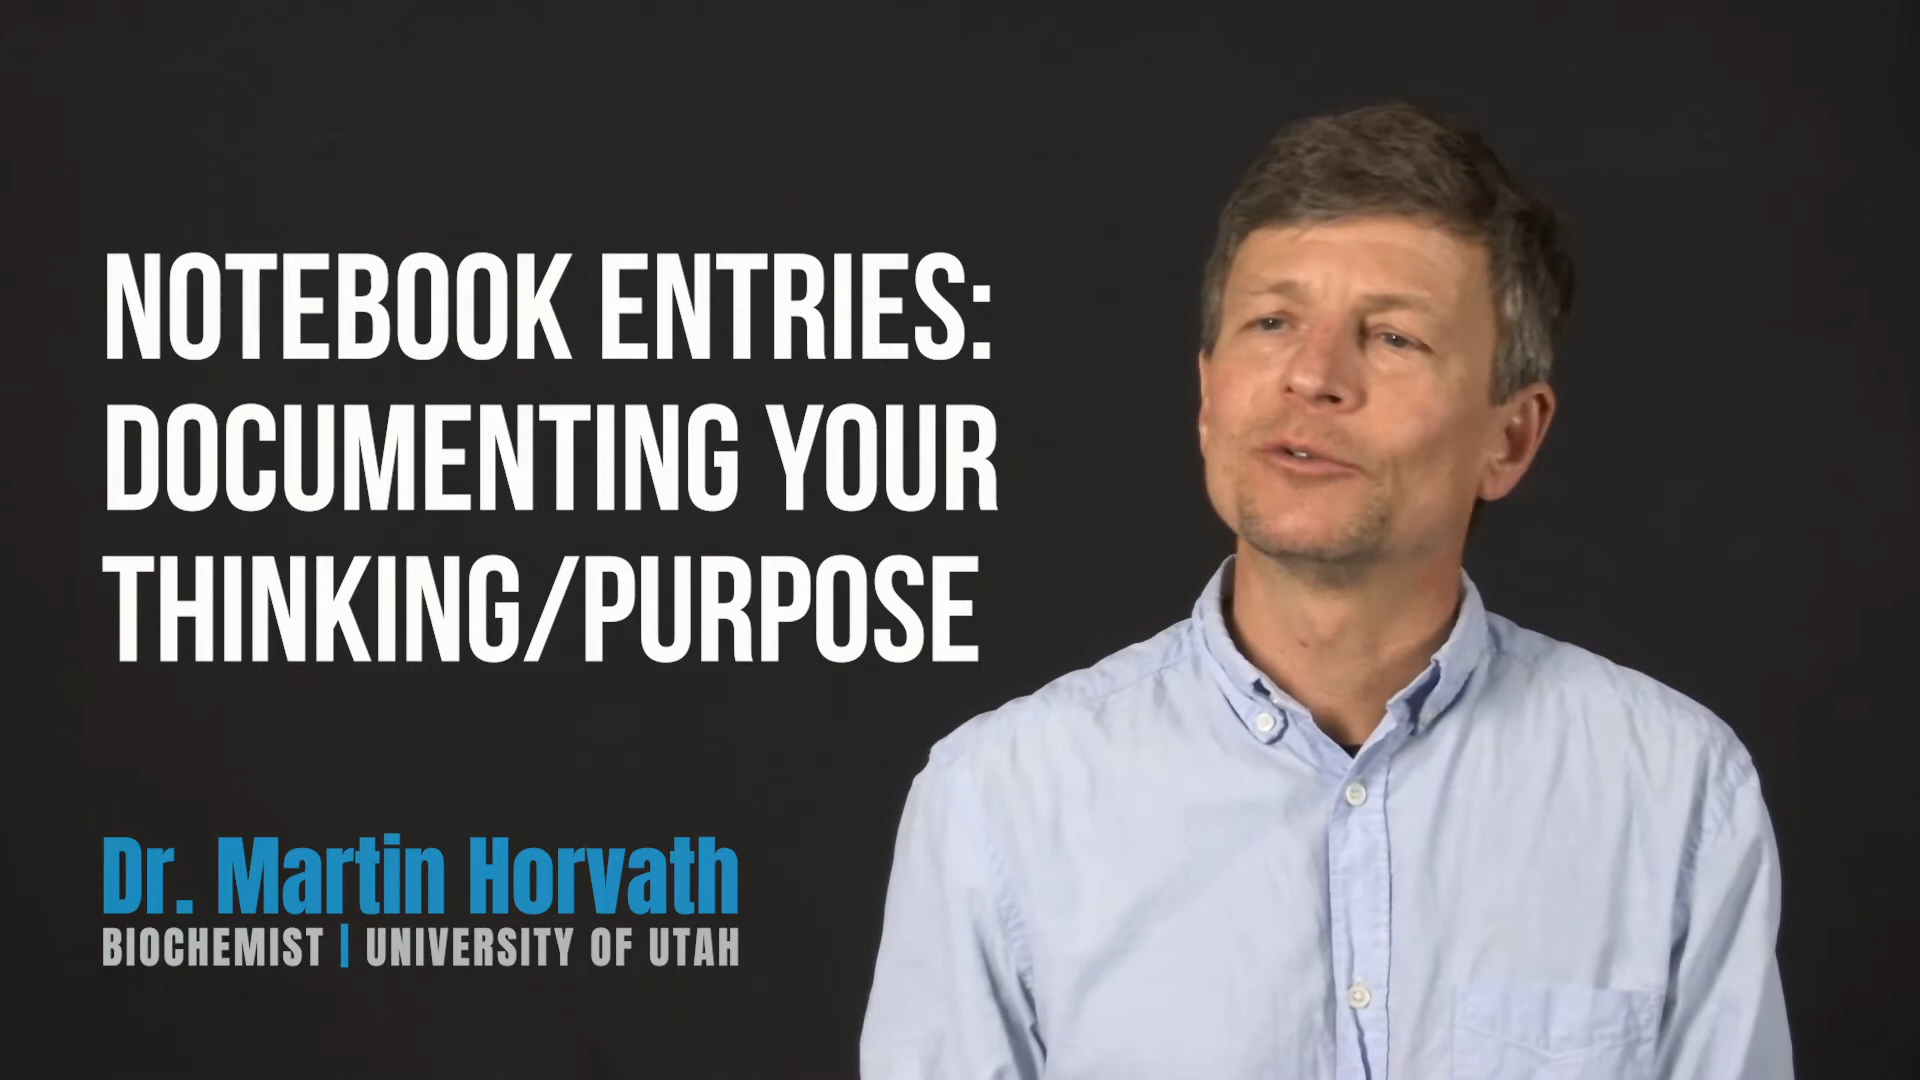 NOTEBOOK ENTRIES:
DOCUMENTING YOUR
THINKING/PURPOSE
Dr. Martin Horvath
BIOCHEMIST | UNIVERSITY OF UTAH